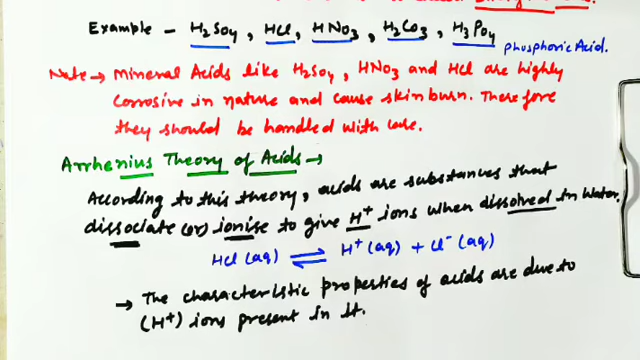 Example - H₂SO₄, HCl, HNO₃, H₂CO₃, H₃PO₄
Phosphoric Acid.
Note → Mineral Acids like H₂SO₄, HNO₃ and HCl are highly
corrosive in nature and cause skin burn. Therefore
they should be handled with care.
Arrhenius Theory of Acids →
According to this theory, acids are substances that
dissociate (or) ionise to give H⁺ ions when dissolved in water.
HCl (aq) ⇌ H⁺ (aq) + Cl⁻ (aq)
→ The characteristic properties of acids are due to
(H⁺) ions present in it.